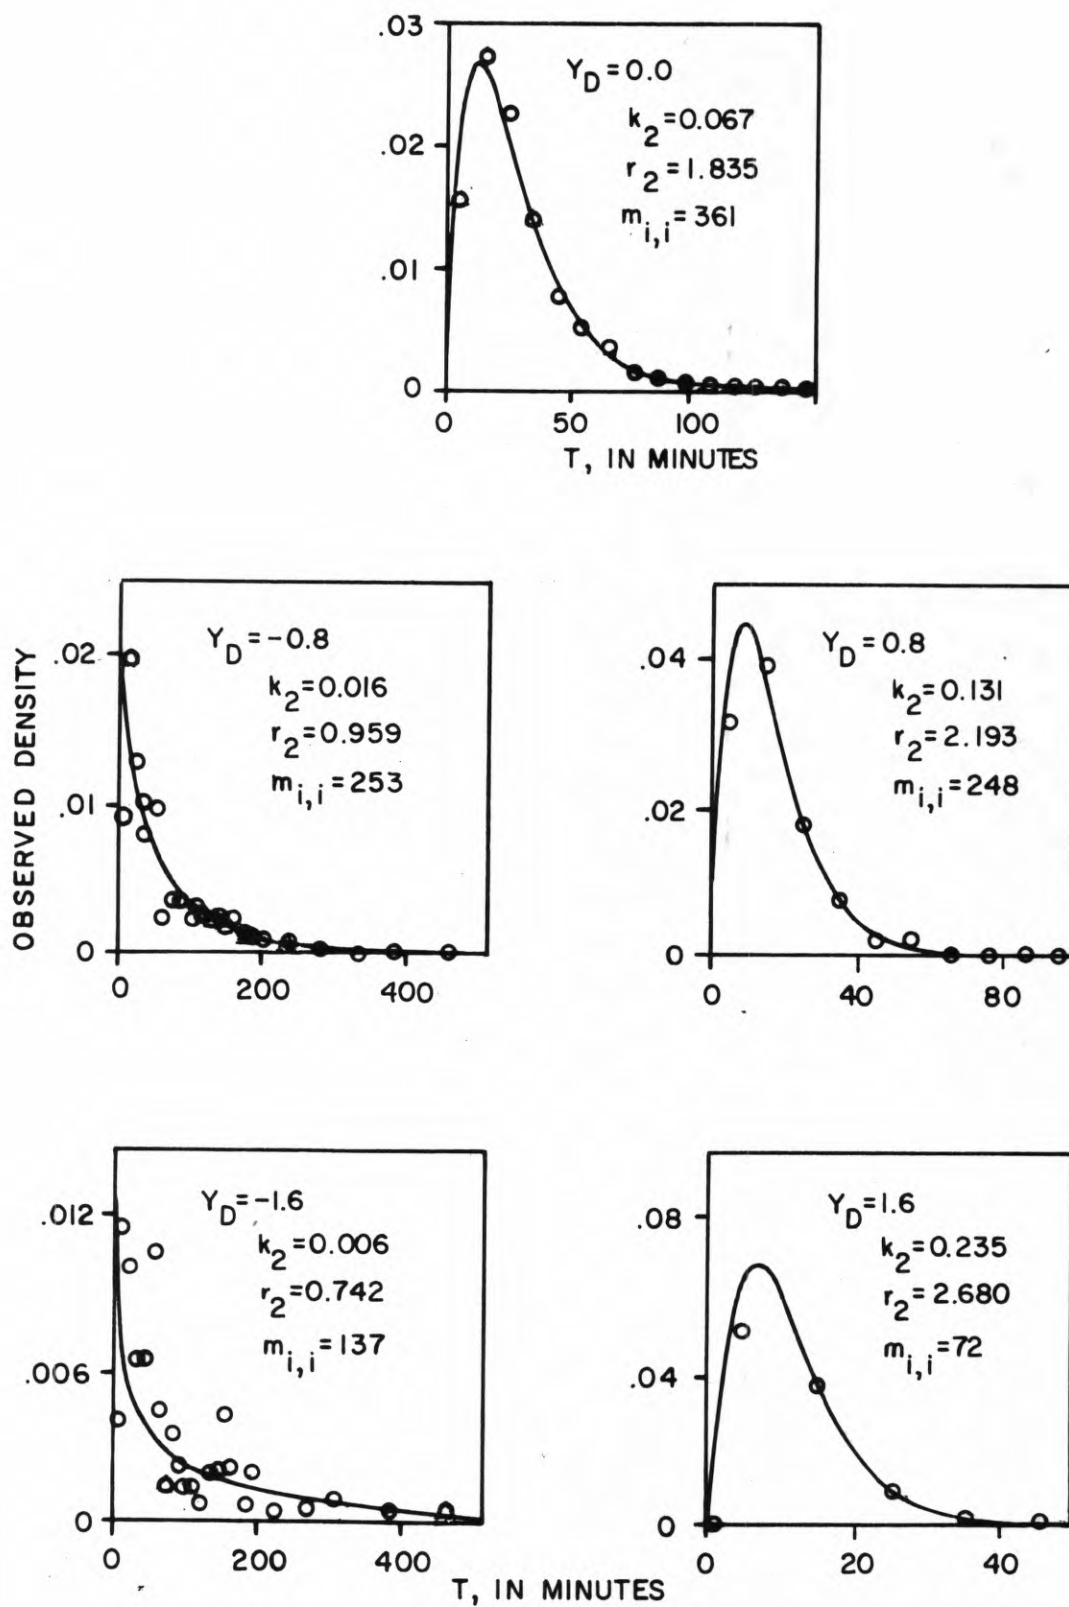 .03
.02
.01
0
Y_D=0.0
k_2=0.067
r_2=1.835
m_i,i=361
0 50 100
T, IN MINUTES
OBSERVED DENSITY
.02
.01
0
Y_D=-0.8
k_2=0.016
r_2=0.959
m_i,i=253
0 200 400
.04
.02
0
Y_D=0.8
k_2=0.131
r_2=2.193
m_i,i=248
0 40 80
.012
.006
0
Y_D=-1.6
k_2=0.006
r_2=0.742
m_i,i=137
0 200 400
.08
.04
0
Y_D=1.6
k_2=0.235
r_2=2.680
m_i,i=72
0 20 40
T, IN MINUTES